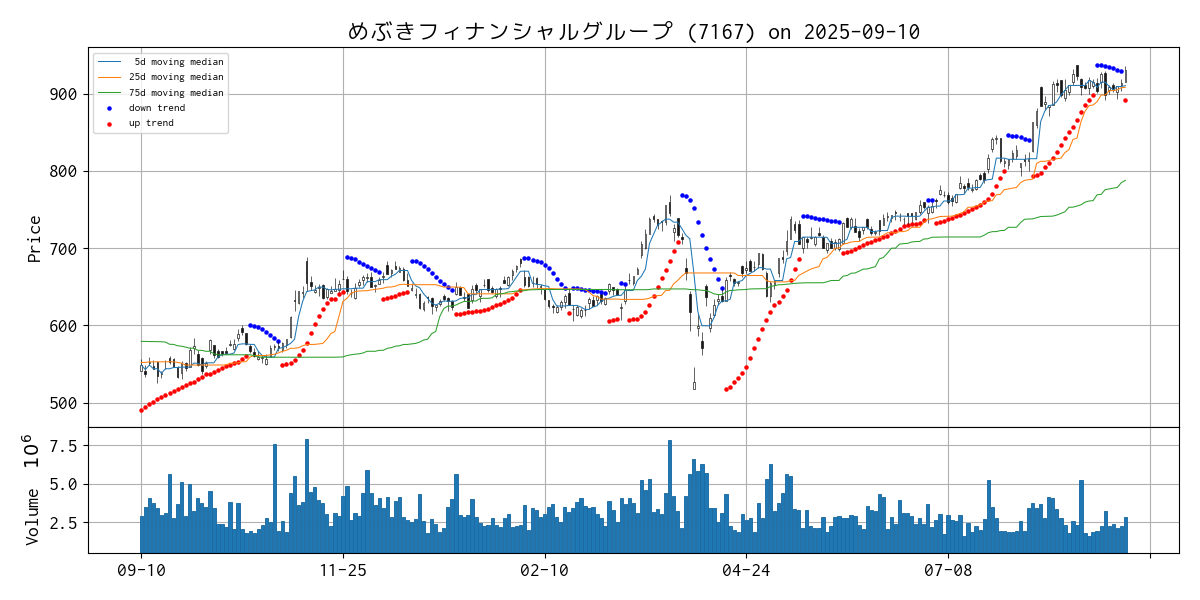 めぶきフィナンシャルグループ (7167) on 2025-09-10
5d moving median
25d moving median
75d moving median
down trend
up trend
Price
900
800
700
600
500
Volume 10^6
7.5
5.0
2.5
09-10 11-25 02-10 04-24 07-08